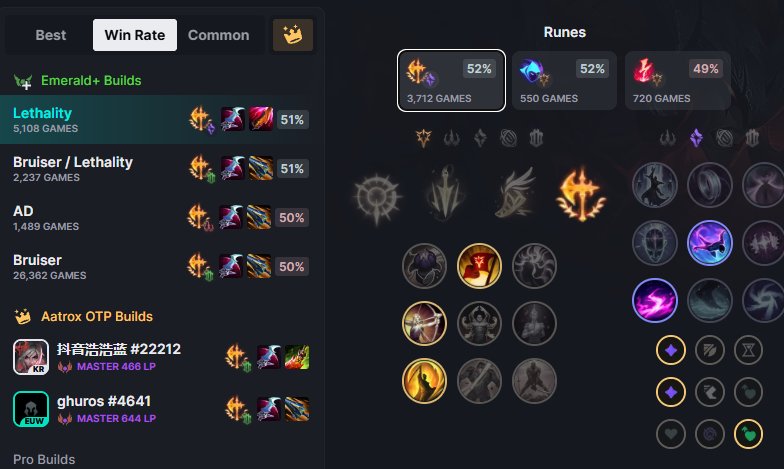 Best Win Rate Common
Emerald+ Builds
Lethality
5,108 GAMES
51%
Bruiser / Lethality
2,237 GAMES
51%
AD
1,489 GAMES
50%
Bruiser
26,362 GAMES
50%
Aatrox OTP Builds
抖音浩浩蓝 #22212
MASTER 466 LP
KR
ghuros #4641
MASTER 644 LP
EUW
Pro Builds
Runes
52%
3,712 GAMES
52%
550 GAMES
49%
720 GAMES